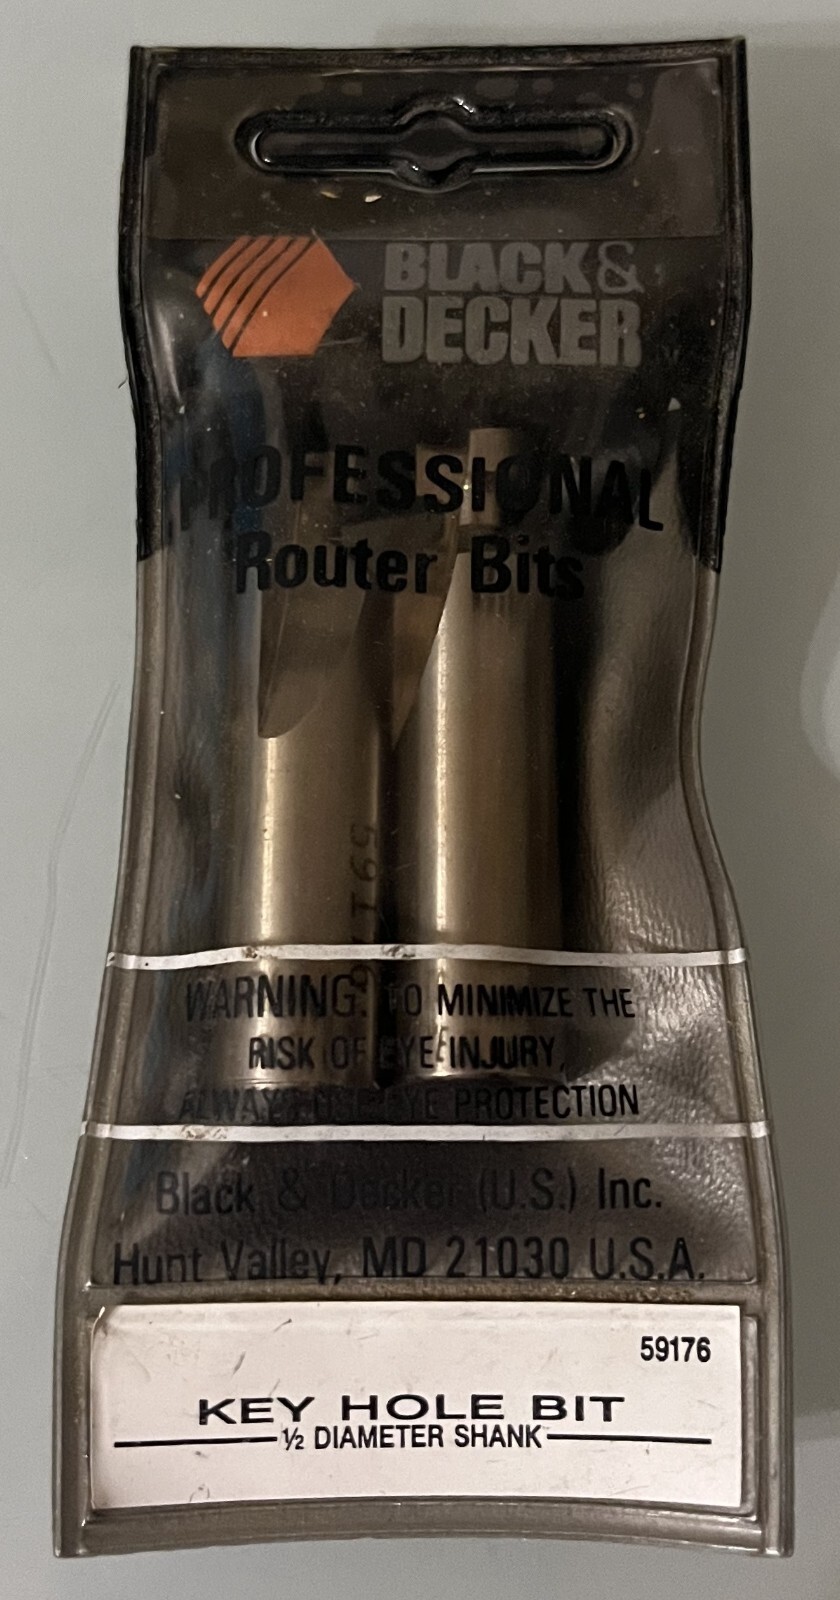 BLACK&
DECKER
PROFESSIONAL
Router Bits
59176
WARNING: TO MINIMIZE THE
RISK OF EYE INJURY,
ALWAYS USE EYE PROTECTION
Black & Decker (U.S.) Inc.
Hunt Valley, MD 21030 U.S.A.
59176
KEY HOLE BIT
½ DIAMETER SHANK